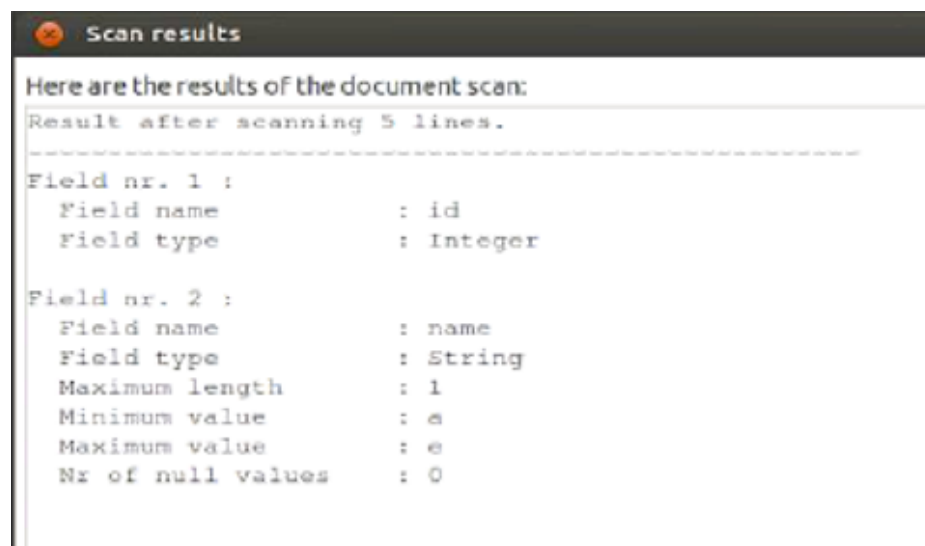 Scan results
Here are the results of the document scan:
Result after scanning 5 lines.
----------------------------------------------------
Field nr. 1 :
  Field name             : id
  Field type             : Integer

Field nr. 2 :
  Field name             : name
  Field type             : String
  Maximum length         : 1
  Minimum value          : a
  Maximum value          : e
  Nr of null values      : 0